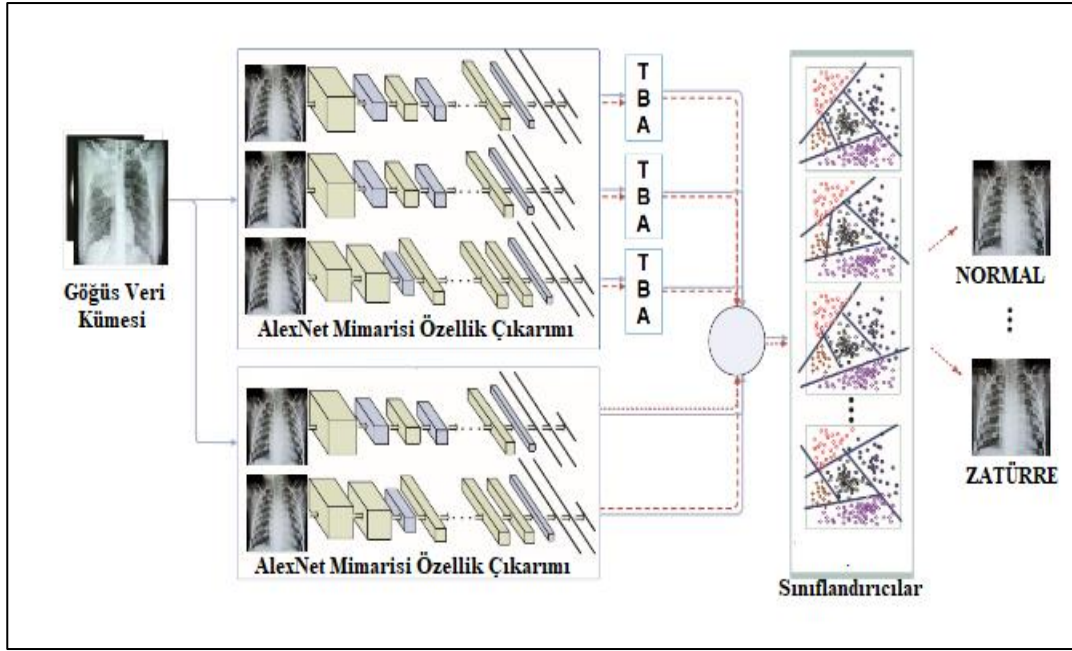 Göğüs Veri
Kümesi
AlexNet Mimarisi Özellik Çıkarımı
T
B
A
T
B
A
T
B
A
AlexNet Mimarisi Özellik Çıkarımı
Sınıflandırıcılar
NORMAL
ZATÜRRE